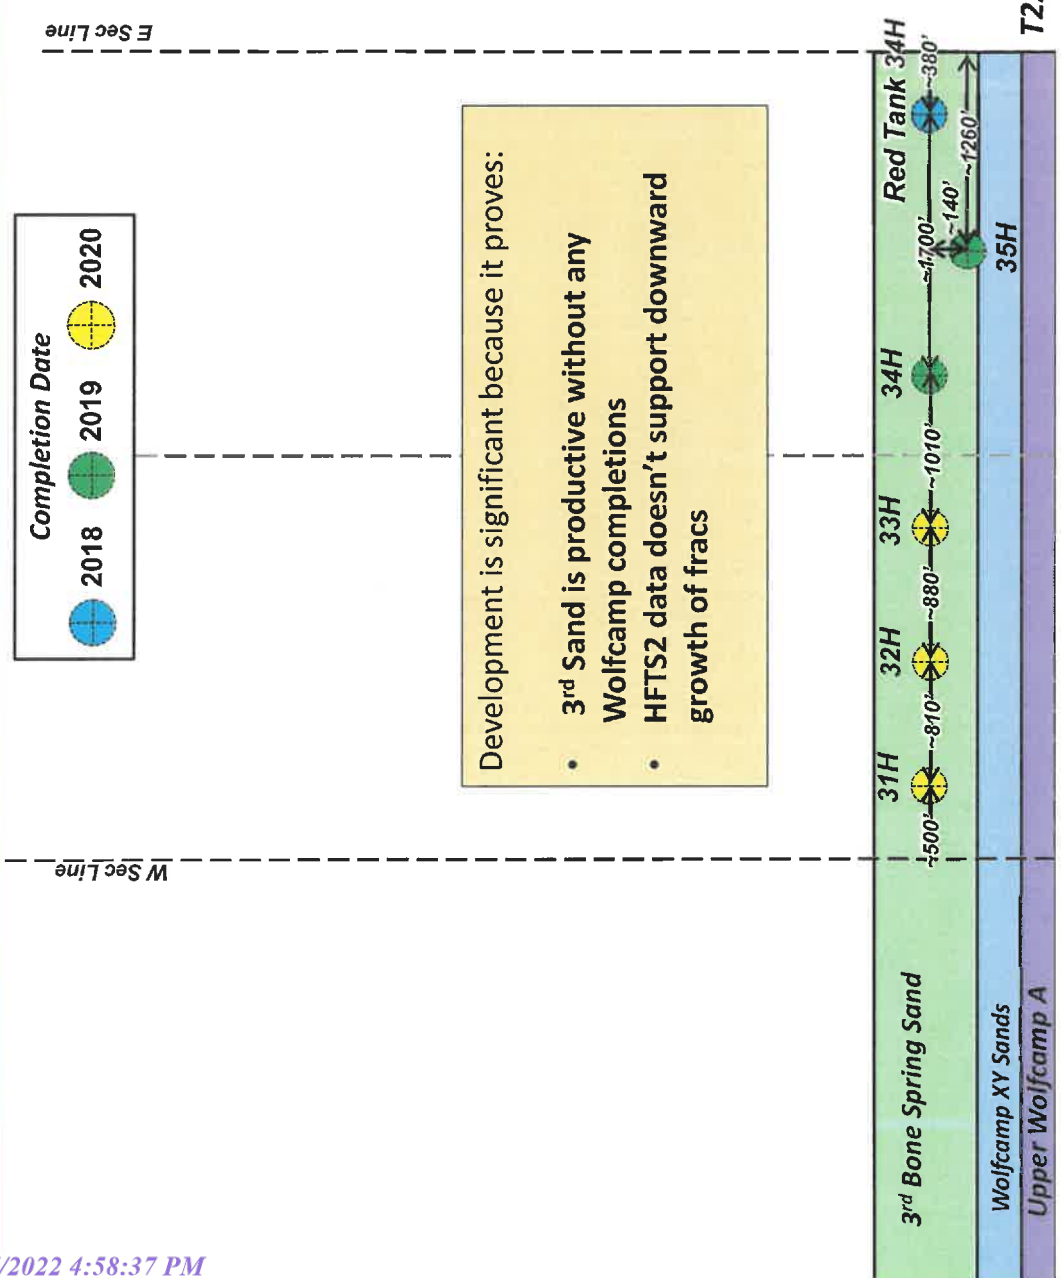 Completion Date
2018 2019 2020
W Sec Line
E Sec Line
Development is significant because it proves:
• 3rd Sand is productive without any
Wolfcamp completions
• HFTS2 data doesn't support downward
growth of fracs
31H 32H 33H 34H Red Tank 34H
~500' ~810' ~880' ~1010' ~1700' ~380'
~140'
~1260'
35H
3rd Bone Spring Sand
Wolfcamp XY Sands
Upper Wolfcamp A
/2022 4:58:37 PM